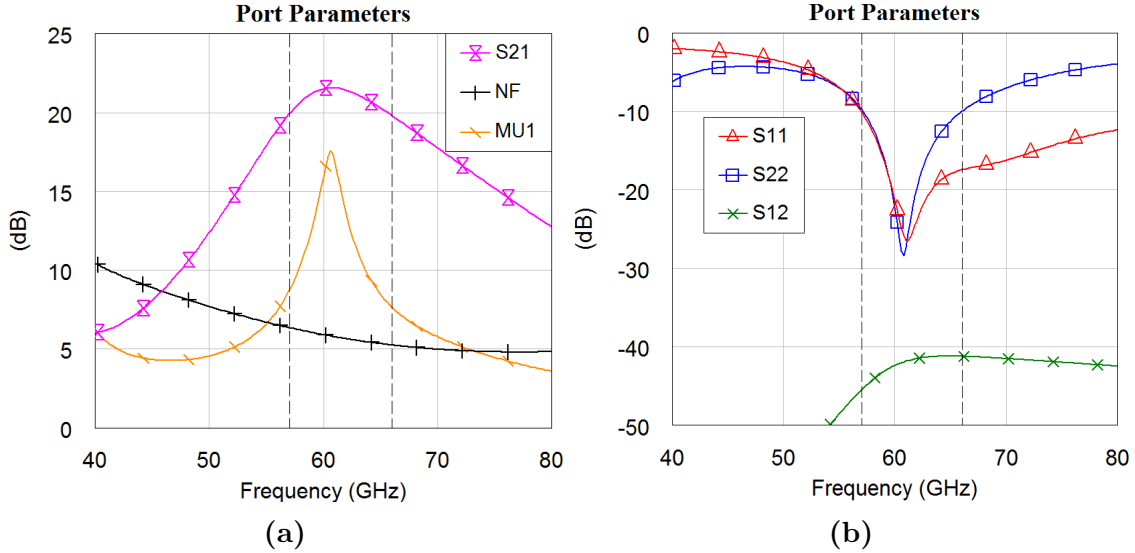 Port Parameters
25
20
15
10
5
0
(dB)
S21
NF
MU1
40
50
60
70
80
Frequency (GHz)
(a)
Port Parameters
0
-10
-20
-30
-40
-50
(dB)
S11
S22
S12
40
50
60
70
80
Frequency (GHz)
(b)